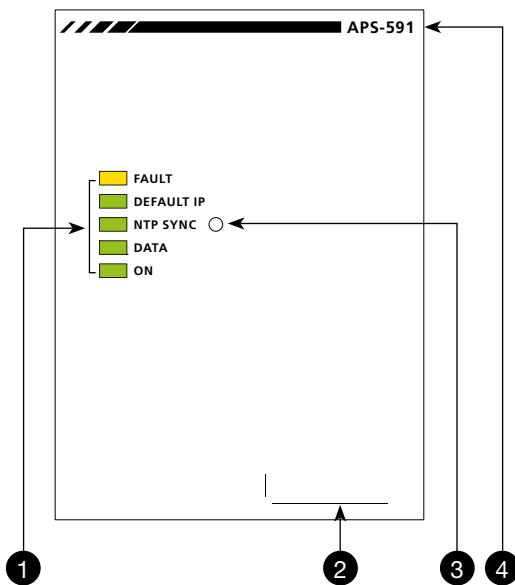 APS-591
FAULT
DEFAULT IP
NTP SYNC
DATA
ON
1
2
3
4